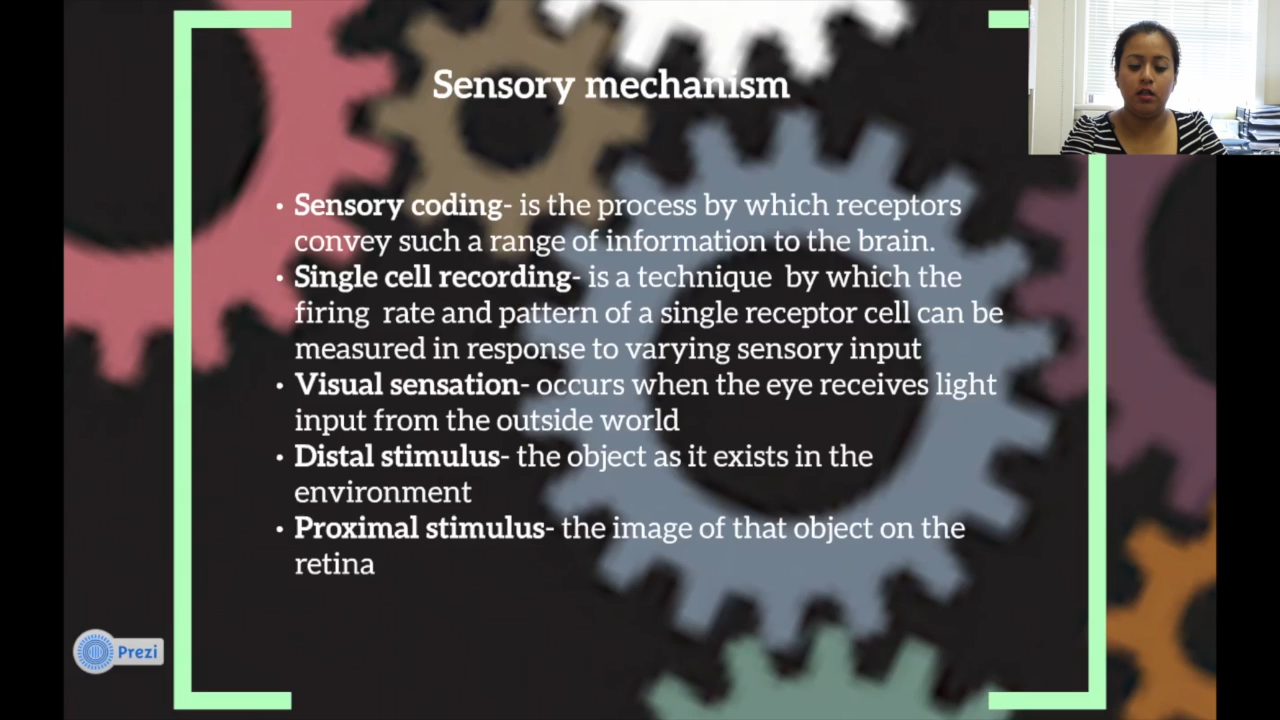 Sensory mechanism
• Sensory coding- is the process by which receptors
convey such a range of information to the brain.
• Single cell recording- is a technique by which the
firing rate and pattern of a single receptor cell can be
measured in response to varying sensory input
• Visual sensation- occurs when the eye receives light
input from the outside world
• Distal stimulus- the object as it exists in the
environment
• Proximal stimulus- the image of that object on the
retina
Prezi